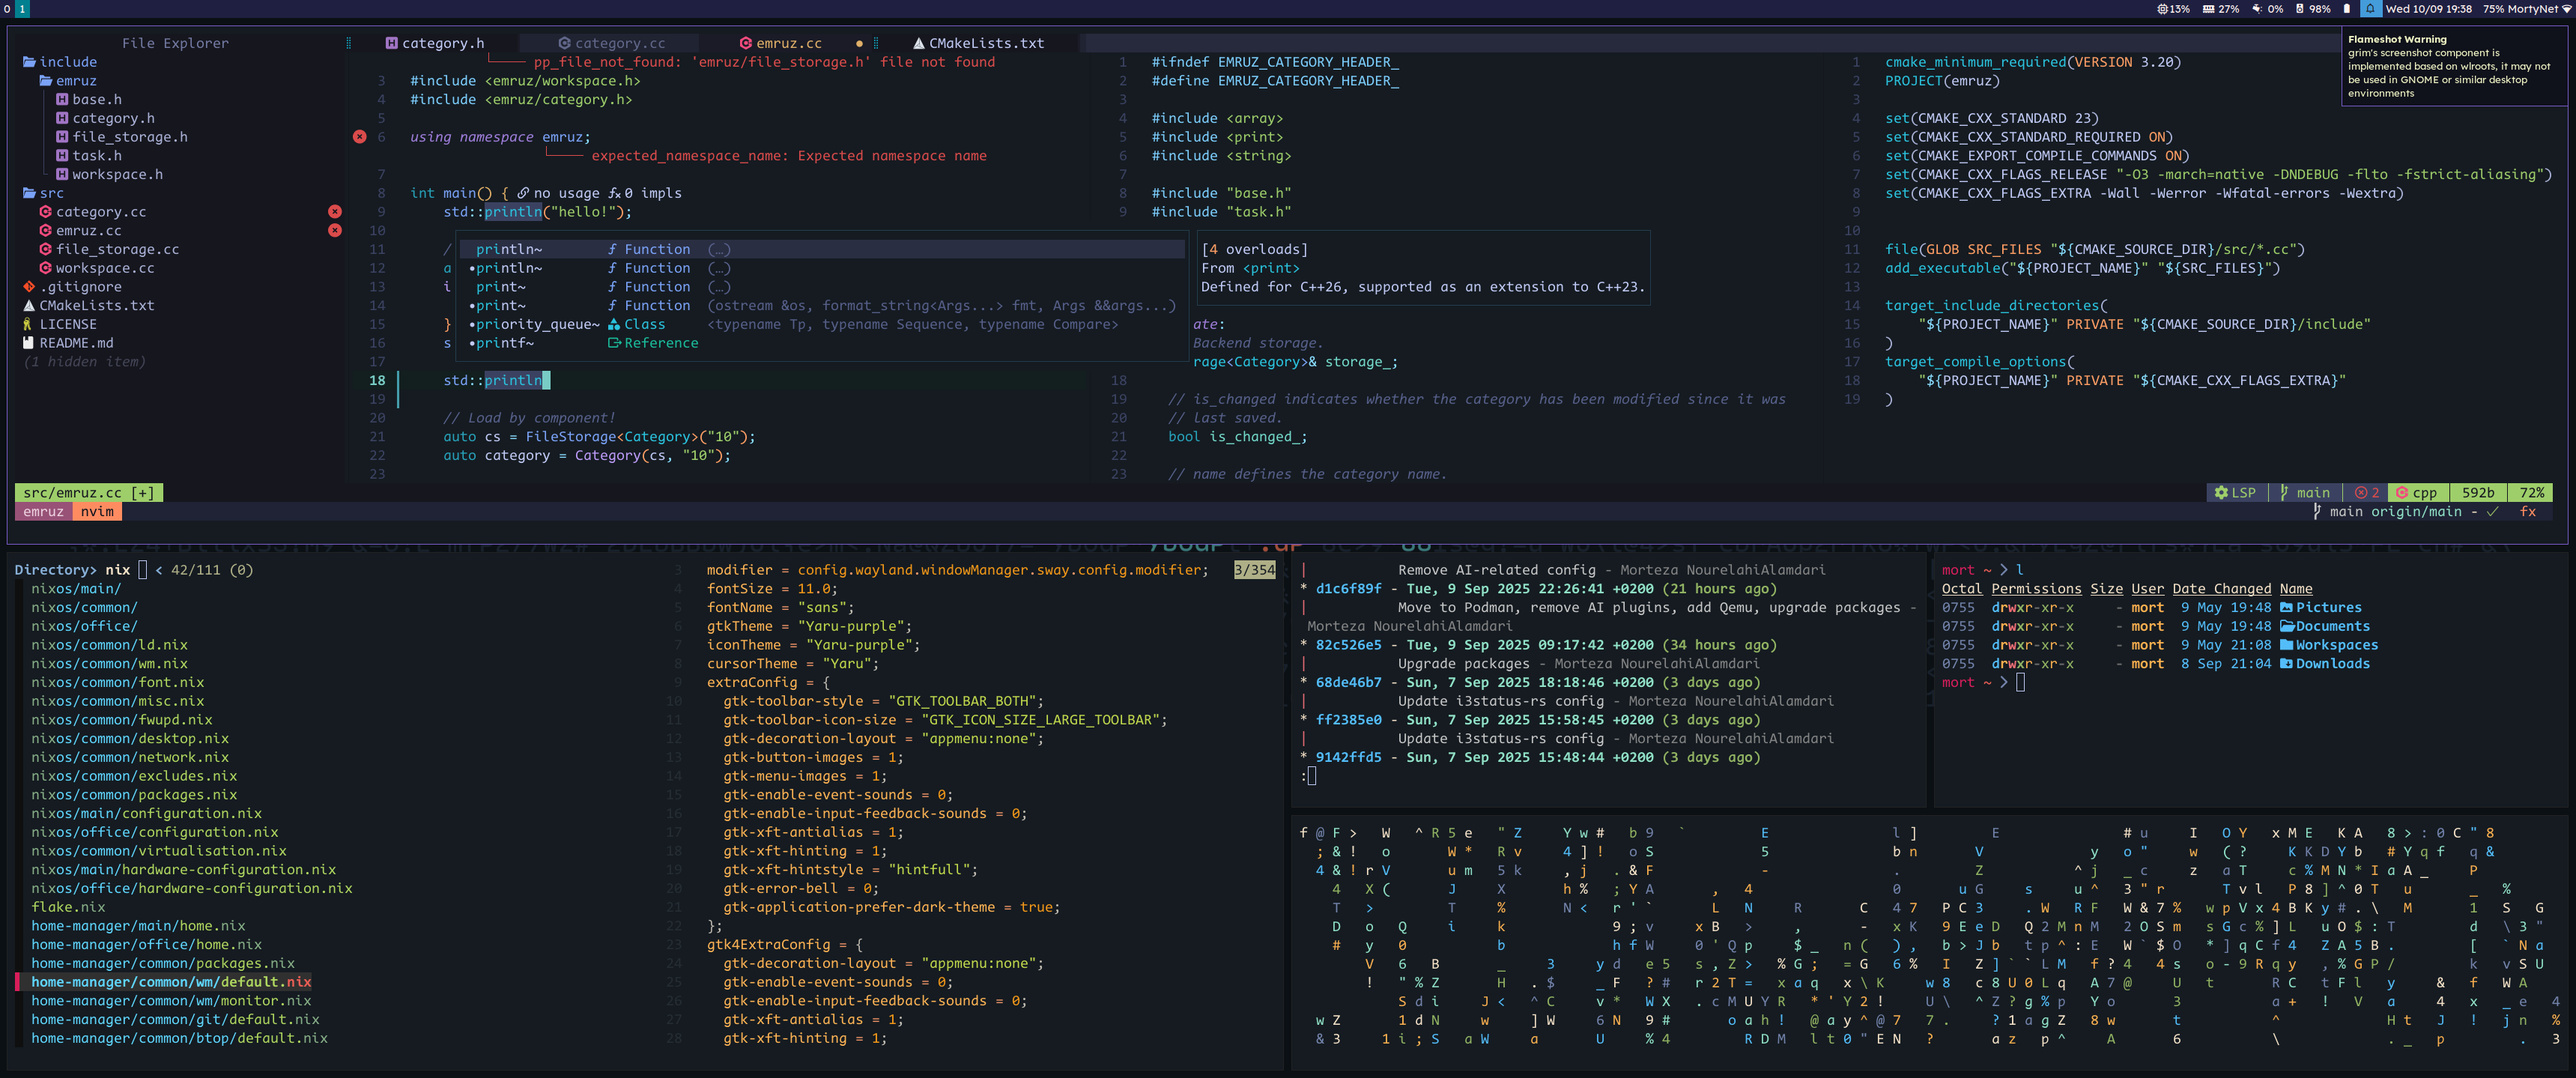 0 1
13% 27% 0% 98% Wed 10/09 19:38 75% MortyNet
Flameshot Warning
grim's screenshot component is
implemented based on wlroots, it may not
be used in GNOME or similar desktop
environments
File Explorer
include
emruz
base.h
category.h
file_storage.h
task.h
workspace.h
src
category.cc
emruz.cc
file_storage.cc
workspace.cc
.gitignore
CMakeLists.txt
LICENSE
README.md
(1 hidden item)
category.h category.cc emruz.cc ● CMakeLists.txt
pp_file_not_found: 'emruz/file_storage.h' file not found
3 #include <emruz/workspace.h>
4 #include <emruz/category.h>
5
6 using namespace emruz;
expected_namespace_name: Expected namespace name
7
8 int main() { no usage 0 impls
9 std::println("hello!");
10
11 /
12 a
13 i
14
15 }
16 s
17
18 std::println
19
20 // Load by component!
21 auto cs = FileStorage<Category>("10");
22 auto category = Category(cs, "10");
23
println~ Function (…)
•println~ Function (…)
print~ Function (…)
•print~ Function (ostream &os, format_string<Args...> fmt, Args &&args...)
•priority_queue~ Class <typename Tp, typename Sequence, typename Compare>
•printf~ Reference
[4 overloads]
From <print>
Defined for C++26, supported as an extension to C++23.
1 #ifndef EMRUZ_CATEGORY_HEADER_
2 #define EMRUZ_CATEGORY_HEADER_
3
4 #include <array>
5 #include <print>
6 #include <string>
7
8 #include "base.h"
9 #include "task.h"
ate:
Backend storage.
rage<Category>& storage_;
18
19 // is_changed indicates whether the category has been modified since it was
20 // last saved.
21 bool is_changed_;
22
23 // name defines the category name.
1 cmake_minimum_required(VERSION 3.20)
2 PROJECT(emruz)
3
4 set(CMAKE_CXX_STANDARD 23)
5 set(CMAKE_CXX_STANDARD_REQUIRED ON)
6 set(CMAKE_EXPORT_COMPILE_COMMANDS ON)
7 set(CMAKE_CXX_FLAGS_RELEASE "-O3 -march=native -DNDEBUG -flto -fstrict-aliasing")
8 set(CMAKE_CXX_FLAGS_EXTRA -Wall -Werror -Wfatal-errors -Wextra)
9
10
11 file(GLOB SRC_FILES "${CMAKE_SOURCE_DIR}/src/*.cc")
12 add_executable("${PROJECT_NAME}" "${SRC_FILES}")
13
14 target_include_directories(
15 "${PROJECT_NAME}" PRIVATE "${CMAKE_SOURCE_DIR}/include"
16 )
17 target_compile_options(
18 "${PROJECT_NAME}" PRIVATE "${CMAKE_CXX_FLAGS_EXTRA}"
19 )
src/emruz.cc [+] LSP main 2 cpp 592b 72%
emruz nvim main origin/main - ✓ fx
Directory> nix < 42/111 (0)
nixos/main/
nixos/common/
nixos/office/
nixos/common/ld.nix
nixos/common/wm.nix
nixos/common/font.nix
nixos/common/misc.nix
nixos/common/fwupd.nix
nixos/common/desktop.nix
nixos/common/network.nix
nixos/common/excludes.nix
nixos/common/packages.nix
nixos/main/configuration.nix
nixos/office/configuration.nix
nixos/common/virtualisation.nix
nixos/main/hardware-configuration.nix
nixos/office/hardware-configuration.nix
flake.nix
home-manager/main/home.nix
home-manager/office/home.nix
home-manager/common/packages.nix
home-manager/common/wm/default.nix
home-manager/common/wm/monitor.nix
home-manager/common/git/default.nix
home-manager/common/btop/default.nix
3 modifier = config.wayland.windowManager.sway.config.modifier; 3/354
4 fontSize = 11.0;
5 fontName = "sans";
6 gtkTheme = "Yaru-purple";
7 iconTheme = "Yaru-purple";
8 cursorTheme = "Yaru";
9 extraConfig = {
10 gtk-toolbar-style = "GTK_TOOLBAR_BOTH";
11 gtk-toolbar-icon-size = "GTK_ICON_SIZE_LARGE_TOOLBAR";
12 gtk-decoration-layout = "appmenu:none";
13 gtk-button-images = 1;
14 gtk-menu-images = 1;
15 gtk-enable-event-sounds = 0;
16 gtk-enable-input-feedback-sounds = 0;
17 gtk-xft-antialias = 1;
18 gtk-xft-hinting = 1;
19 gtk-xft-hintstyle = "hintfull";
20 gtk-error-bell = 0;
21 gtk-application-prefer-dark-theme = true;
22 };
23 gtk4ExtraConfig = {
24 gtk-decoration-layout = "appmenu:none";
25 gtk-enable-event-sounds = 0;
26 gtk-enable-input-feedback-sounds = 0;
27 gtk-xft-antialias = 1;
28 gtk-xft-hinting = 1;
| Remove AI-related config - Morteza NourelahiAlamdari
* d1c6f89f - Tue, 9 Sep 2025 22:26:41 +0200 (21 hours ago)
| Move to Podman, remove AI plugins, add Qemu, upgrade packages -
Morteza NourelahiAlamdari
* 82c526e5 - Tue, 9 Sep 2025 09:17:42 +0200 (34 hours ago)
| Upgrade packages - Morteza NourelahiAlamdari
* 68de46b7 - Sun, 7 Sep 2025 18:18:46 +0200 (3 days ago)
| Update i3status-rs config - Morteza NourelahiAlamdari
* ff2385e0 - Sun, 7 Sep 2025 15:58:45 +0200 (3 days ago)
| Update i3status-rs config - Morteza NourelahiAlamdari
* 9142ffd5 - Sun, 7 Sep 2025 15:48:44 +0200 (3 days ago)
:
mort ~ > l
Octal Permissions Size User Date Changed Name
0755 drwxr-xr-x - mort 9 May 19:48 Pictures
0755 drwxr-xr-x - mort 9 May 19:48 Documents
0755 drwxr-xr-x - mort 9 May 21:08 Workspaces
0755 drwxr-xr-x - mort 8 Sep 21:04 Downloads
mort ~ >